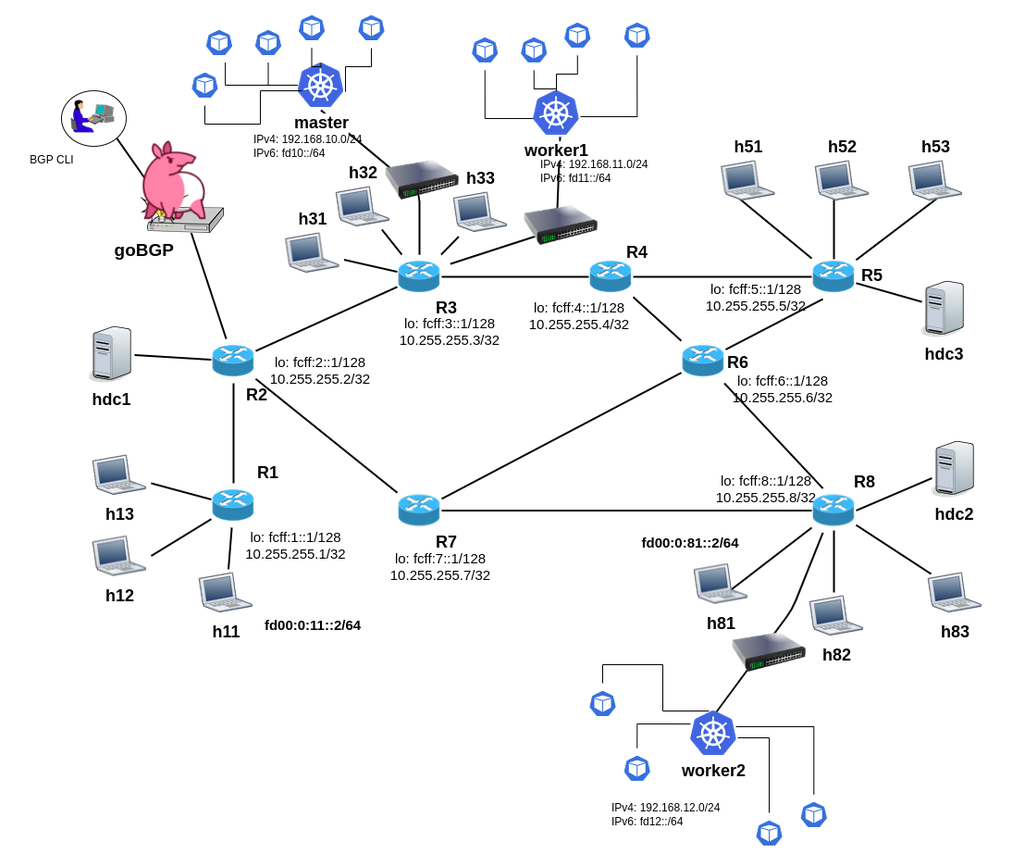 master
IPv4: 192.168.10.0/24
IPv6: fd10::/64
worker1
IPv4: 192.168.11.0/24
IPv6: fd11::/64
BGP CLI
goBGP
h31
h32
h33
h51
h52
h53
R3
lo: fcff:3::1/128
10.255.255.3/32
R4
lo: fcff:4::1/128
10.255.255.4/32
R5
lo: fcff:5::1/128
10.255.255.5/32
hdc3
hdc1
R2
lo: fcff:2::1/128
10.255.255.2/32
R6
lo: fcff:6::1/128
10.255.255.6/32
R1
lo: fcff:1::1/128
10.255.255.1/32
h13
h12
h11
fd00:0:11::2/64
R7
lo: fcff:7::1/128
10.255.255.7/32
R8
lo: fcff:8::1/128
10.255.255.8/32
hdc2
fd00:0:81::2/64
h81
h82
h83
worker2
IPv4: 192.168.12.0/24
IPv6: fd12::/64